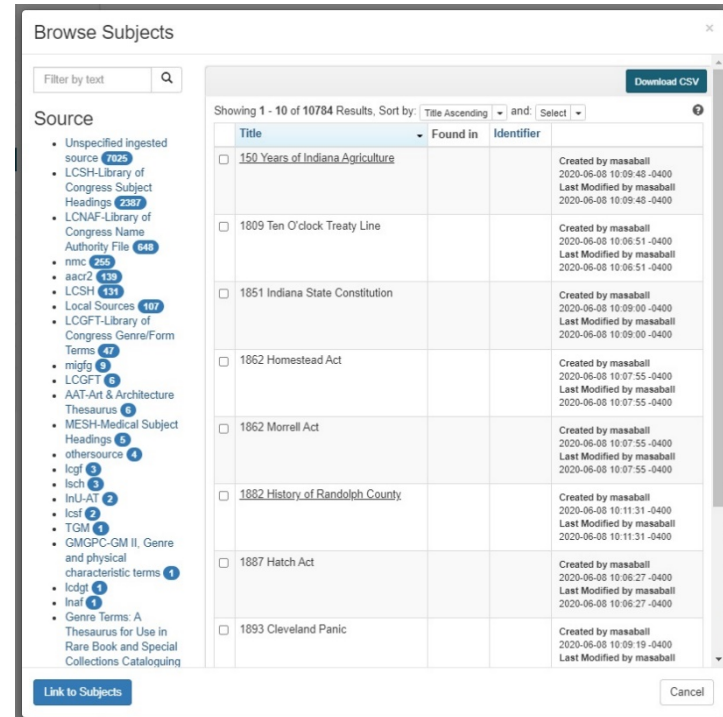 Browse Subjects
×
Filter by text
Download CSV
Source
Unspecified ingested
source 7025
LCSH-Library of
Congress Subject
Headings 2387
LCNAF-Library of
Congress Name
Authority File 648
nmc 255
aacr2 139
LCSH 131
Local Sources 107
LCGFT-Library of
Congress Genre/Form
Terms 47
migfg 9
LCGFT 6
AAT-Art & Architecture
Thesaurus 6
MESH-Medical Subject
Headings 5
othersource 4
lcgf 3
lsch 3
InU-AT 2
lcsf 2
TGM 1
GMGPC-GM II, Genre
and physical
characteristic terms 1
lcdgt 1
lnaf 1
Genre Terms: A
Thesaurus for Use in
Rare Book and Special
Collections Cataloguing
Showing 1 - 10 of 10784 Results, Sort by: Title Ascending and: Select ?
Title Found in Identifier
150 Years of Indiana Agriculture
Created by masaball
2020-06-08 10:09:48 -0400
Last Modified by masaball
2020-06-08 10:09:48 -0400
1809 Ten O'clock Treaty Line
Created by masaball
2020-06-08 10:06:51 -0400
Last Modified by masaball
2020-06-08 10:06:51 -0400
1851 Indiana State Constitution
Created by masaball
2020-06-08 10:09:00 -0400
Last Modified by masaball
2020-06-08 10:09:00 -0400
1862 Homestead Act
Created by masaball
2020-06-08 10:07:55 -0400
Last Modified by masaball
2020-06-08 10:07:55 -0400
1862 Morrell Act
Created by masaball
2020-06-08 10:07:55 -0400
Last Modified by masaball
2020-06-08 10:07:55 -0400
1882 History of Randolph County
Created by masaball
2020-06-08 10:11:31 -0400
Last Modified by masaball
2020-06-08 10:11:31 -0400
1887 Hatch Act
Created by masaball
2020-06-08 10:06:27 -0400
Last Modified by masaball
2020-06-08 10:06:27 -0400
1893 Cleveland Panic
Created by masaball
2020-06-08 10:09:19 -0400
Last Modified by masaball
Link to Subjects
Cancel